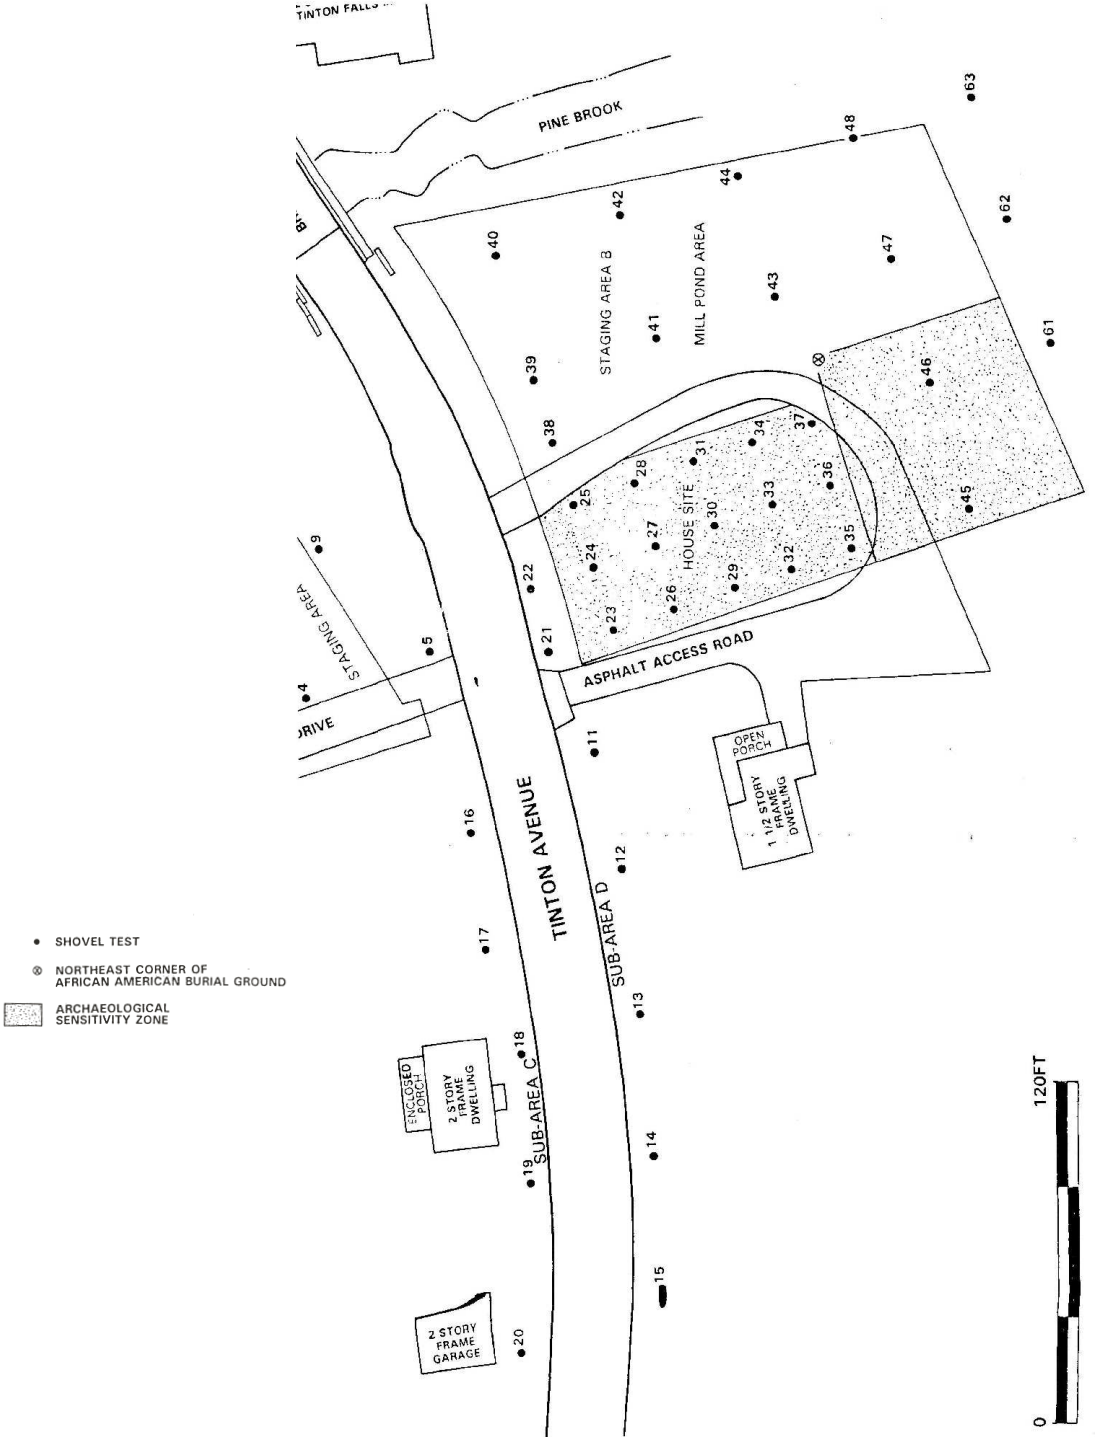 TINTON FALLS
PINE BROOK
63
48
44
62
42
40
47
STAGING AREA B
MILL POND AREA
43
41
61
39
46
38
37
34
31
28
25
36
33
HOUSE SITE
30
45
27
35
24
32
9
22
29
26
23
STAGING AREA
5
21
ASPHALT ACCESS ROAD
4
DRIVE
11
OPEN
PORCH
1 1/2 STORY
FRAME
DWELLING
16
TINTON AVENUE
12
SUB-AREA D
17
SHOVEL TEST
NORTHEAST CORNER OF
AFRICAN AMERICAN BURIAL GROUND
ARCHAEOLOGICAL
SENSITIVITY ZONE
13
18
ENCLOSED
PORCH
2 STORY
FRAME
DWELLING
SUB-AREA C
14
19
120FT
15
2 STORY
FRAME
GARAGE
20
0